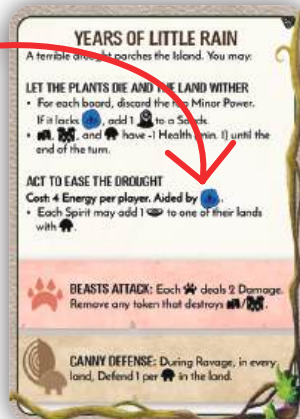 YEARS OF LITTLE RAIN
A terrible drought parches the Island. You may:
LET THE PLANTS DIE AND THE LAND WITHER
• For each board, discard the top Minor Power.
If it lacks , add 1 to a Sands.
• , , and have -1 Health (min. 1) until the
end of the turn.
ACT TO EASE THE DROUGHT
Cost: 4 Energy per player. Aided by .
• Each Spirit may add 1 to one of their lands
with .
BEASTS ATTACK: Each deals 2 Damage.
Remove any token that destroys / .
CANNY DEFENSE: During Ravage, in every
land, Defend 1 per in the land.